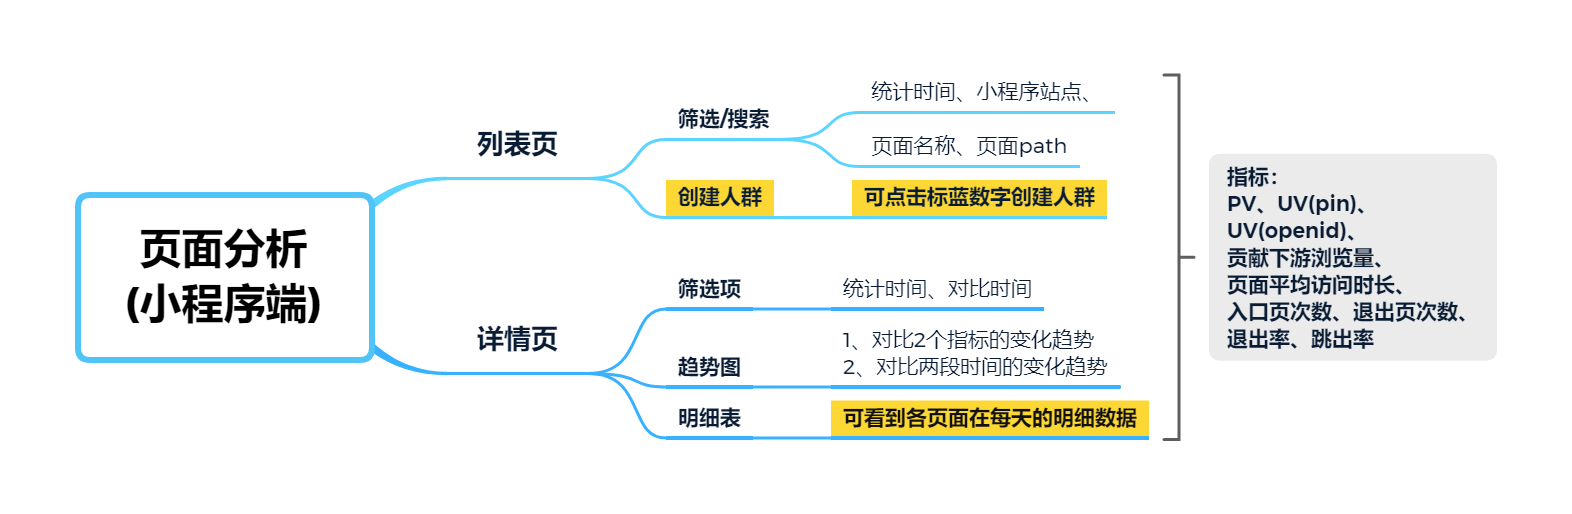 页面分析
(小程序端)
列表页
筛选/搜索
统计时间、小程序站点、
页面名称、页面path
创建人群
可点击标蓝数字创建人群
详情页
筛选项
统计时间、对比时间
趋势图
1、对比2个指标的变化趋势
2、对比两段时间的变化趋势
明细表
可看到各页面在每天的明细数据
指标：
PV、UV(pin)、
UV(openid)、
贡献下游浏览量、
页面平均访问时长、
入口页次数、退出页次数、
退出率、跳出率